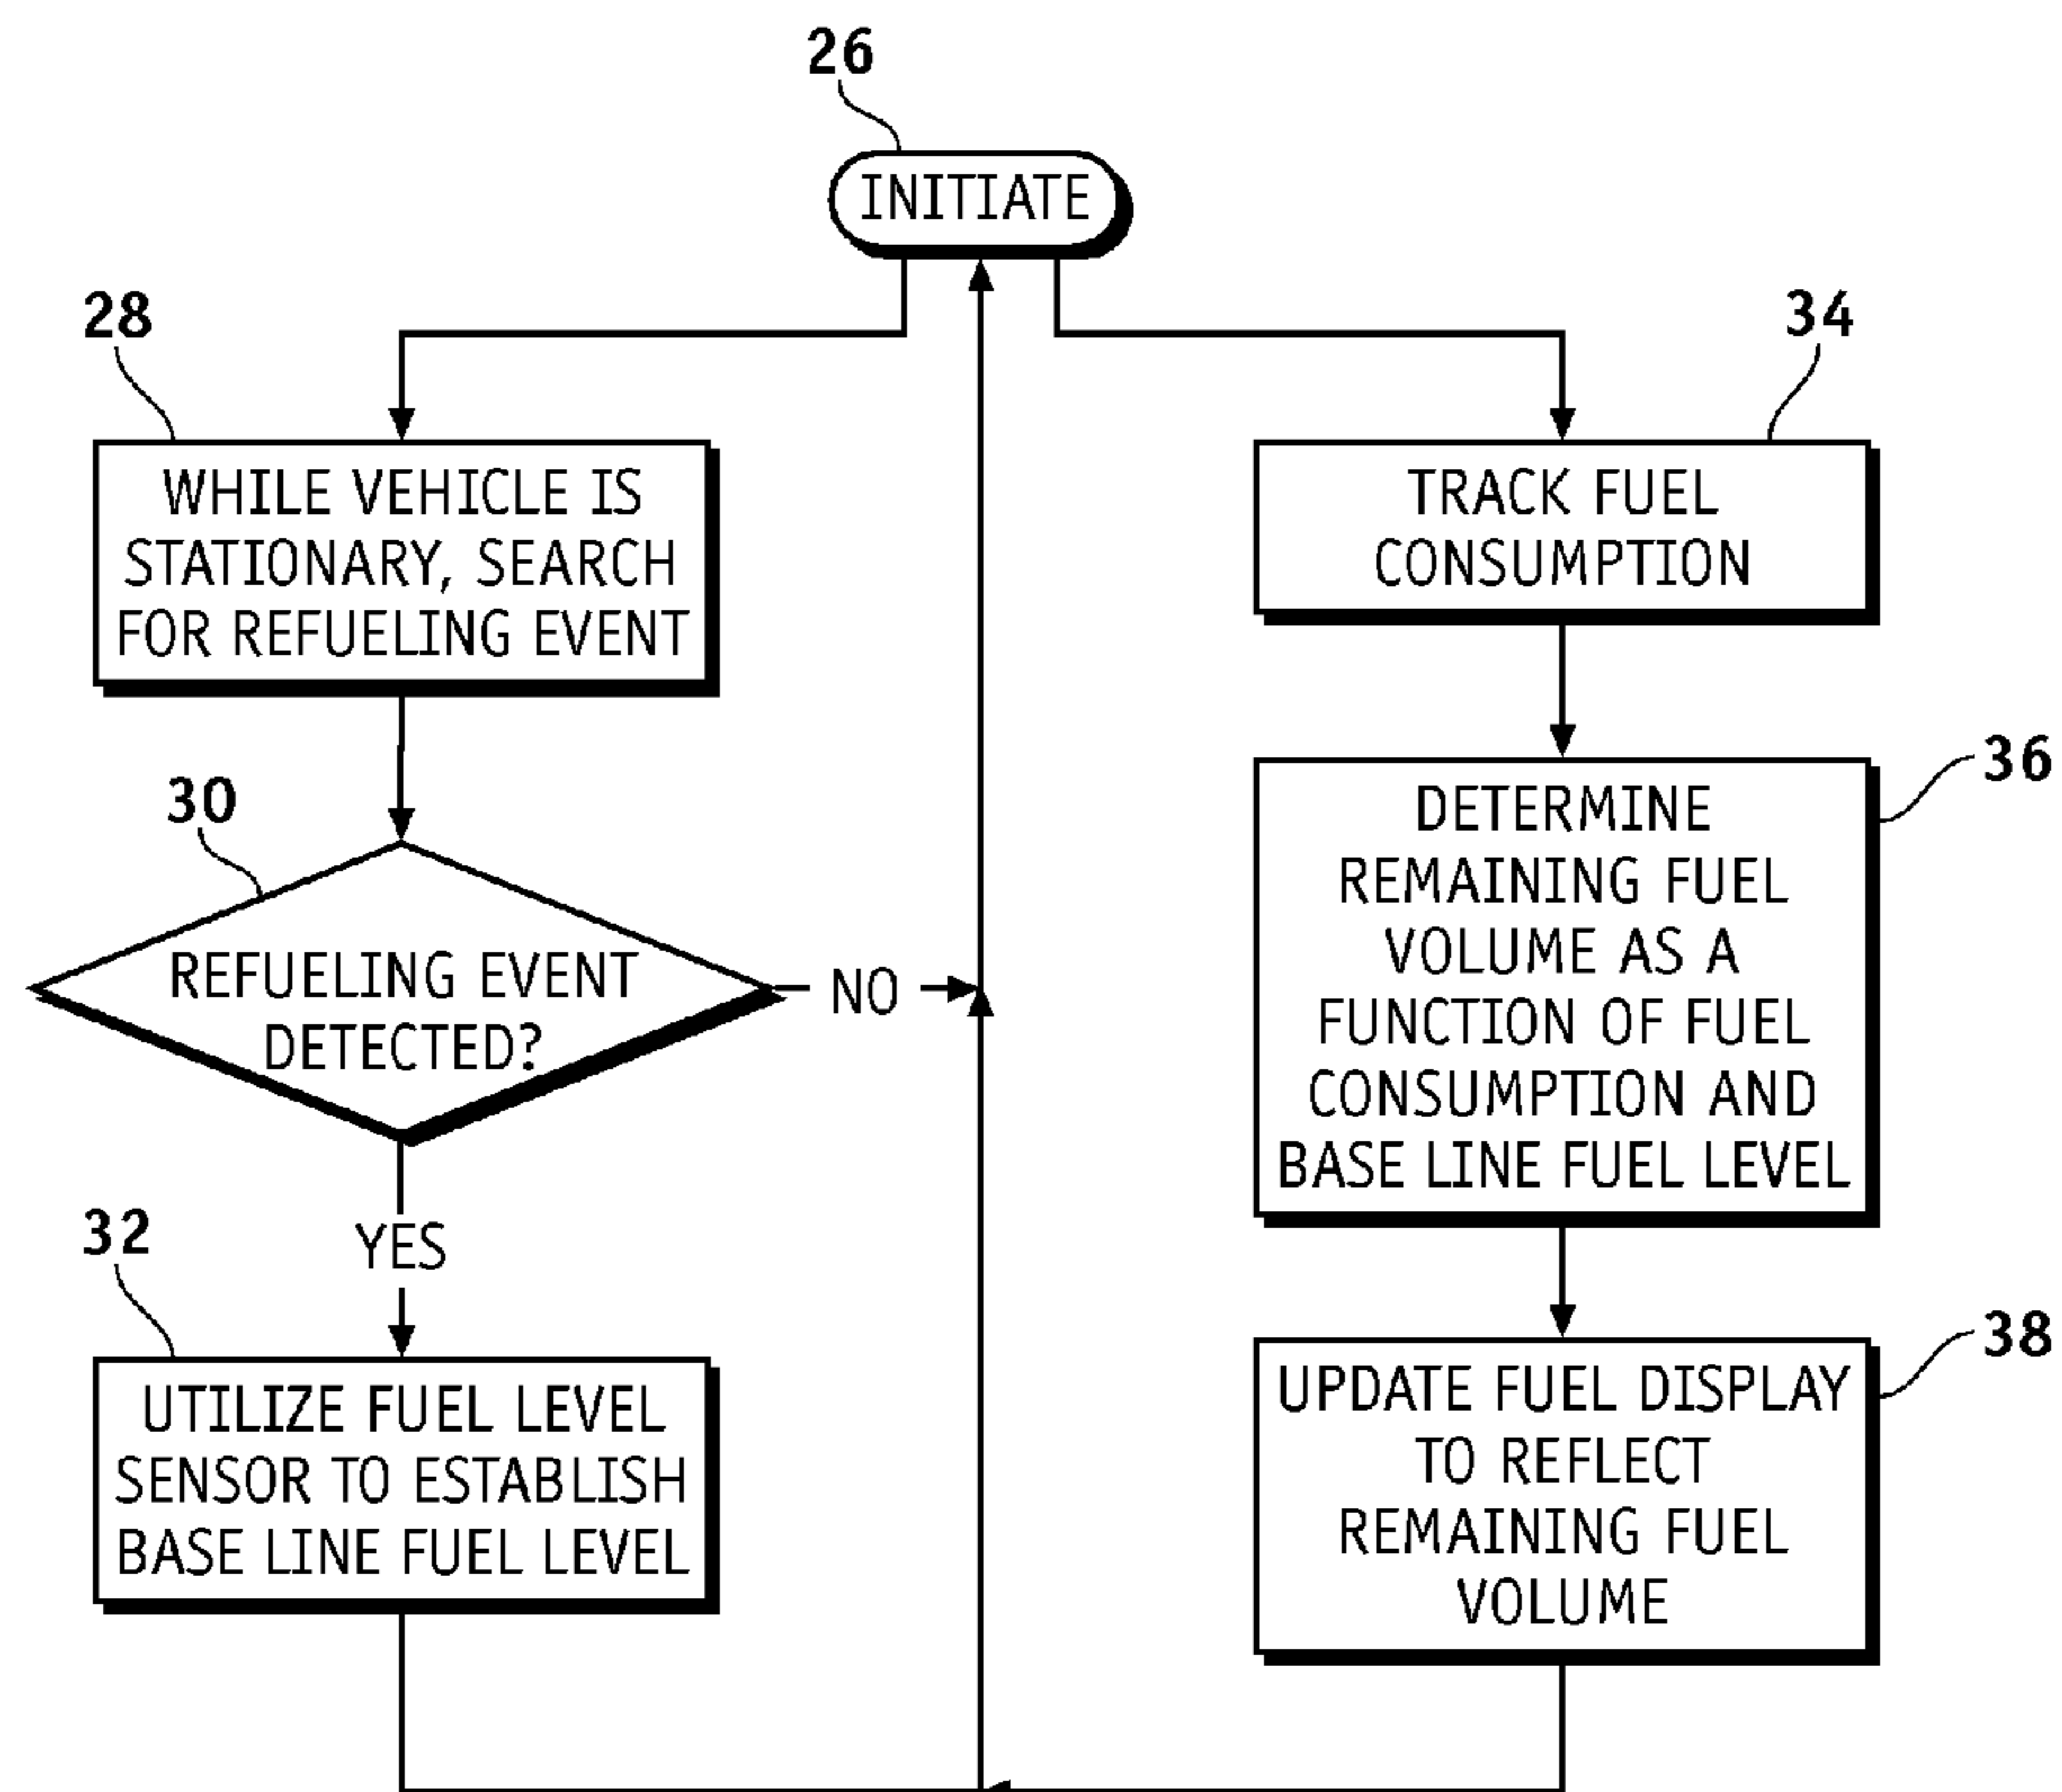 26
INITIATE
28
WHILE VEHICLE IS
STATIONARY, SEARCH
FOR REFUELING EVENT
30
REFUELING EVENT
DETECTED?
NO
YES
32
UTILIZE FUEL LEVEL
SENSOR TO ESTABLISH
BASE LINE FUEL LEVEL
34
TRACK FUEL
CONSUMPTION
36
DETERMINE
REMAINING FUEL
VOLUME AS A
FUNCTION OF FUEL
CONSUMPTION AND
BASE LINE FUEL LEVEL
38
UPDATE FUEL DISPLAY
TO REFLECT
REMAINING FUEL
VOLUME